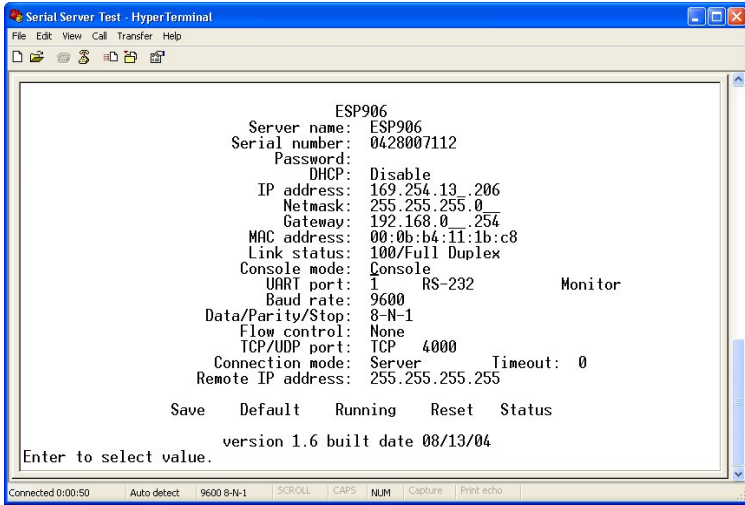 Serial Server Test - HyperTerminal
File Edit View Call Transfer Help
ESP906
Server name: ESP906
Serial number: 0428007112
Password:
DHCP: Disable
IP address: 169.254.13_.206
Netmask: 255.255.255.0__
Gateway: 192.168.0__.254
MAC address: 00:0b:b4:11:1b:c8
Link status: 100/Full Duplex
Console mode: Console
UART port: 1 RS-232 Monitor
Baud rate: 9600
Data/Parity/Stop: 8-N-1
Flow control: None
TCP/UDP port: TCP 4000
Connection mode: Server Timeout: 0
Remote IP address: 255.255.255.255
Save Default Running Reset Status
version 1.6 built date 08/13/04
Enter to select value.
Connected 0:00:50 Auto detect 9600 8-N-1 SCROLL CAPS NUM Capture Print echo